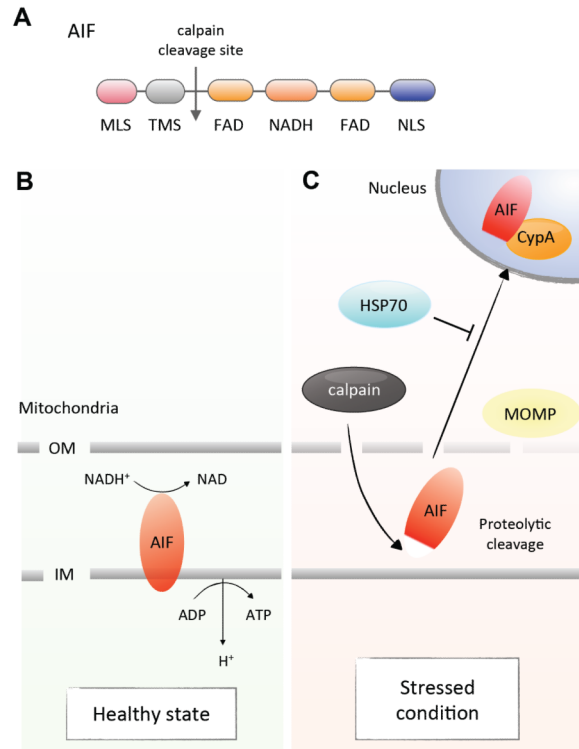 A
AIF
calpain
cleavage site
MLS TMS FAD NADH FAD NLS
B
Mitochondria
OM
NADH⁺ NAD
AIF
IM
ADP ATP
H⁺
Healthy state
C
Nucleus
AIF
CypA
HSP70
calpain
MOMP
AIF
Proteolytic
cleavage
Stressed
condition